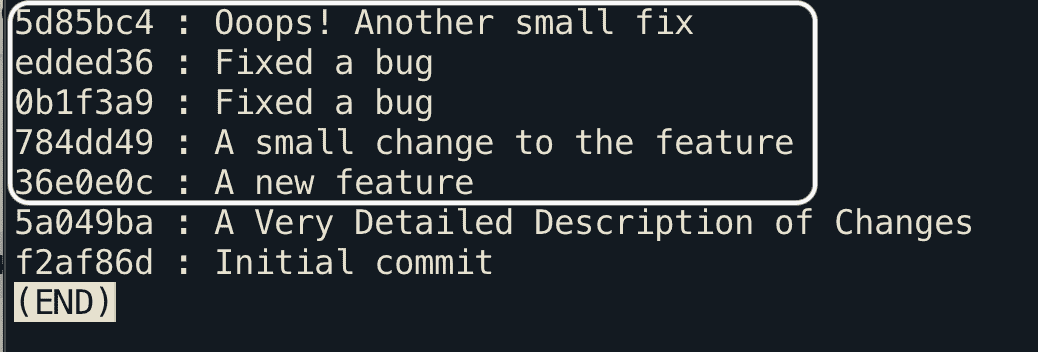 5d85bc4 : Ooops! Another small fix
edded36 : Fixed a bug
0b1f3a9 : Fixed a bug
784dd49 : A small change to the feature
36e0e0c : A new feature
5a049ba : A Very Detailed Description of Changes
f2af86d : Initial commit
(END)